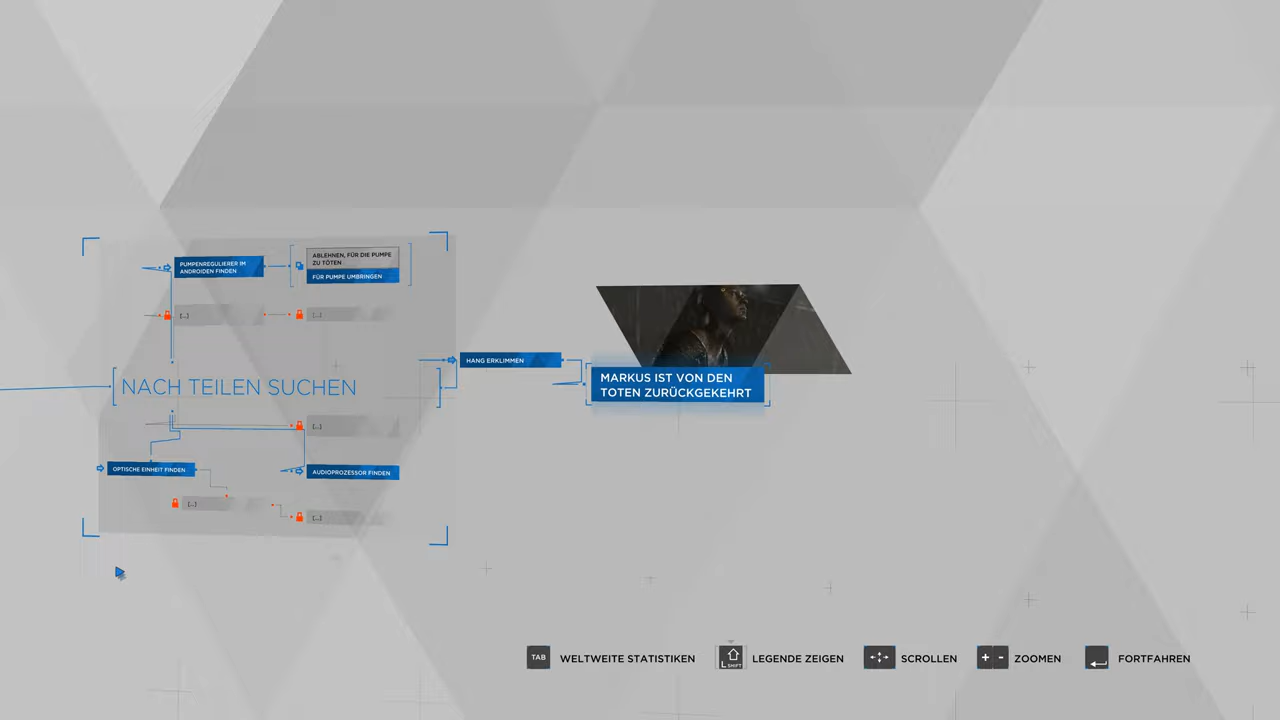 PUMPENREGULIERER IM
ANDROIDEN FINDEN
ABLEHNEN, FÜR DIE PUMPE
ZU TÖTEN
FÜR PUMPE UMBRINGEN
[...]
[...]
HANG ERKLIMMEN
NACH TEILEN SUCHEN
MARKUS IST VON DEN
TOTEN ZURÜCKGEKEHRT
[...]
OPTISCHE EINHEIT FINDEN
AUDIOPROZESSOR FINDEN
[...]
[...]
TAB WELTWEITE STATISTIKEN
L SHIFT LEGENDE ZEIGEN
SCROLLEN
+ - ZOOMEN
FORTFAHREN